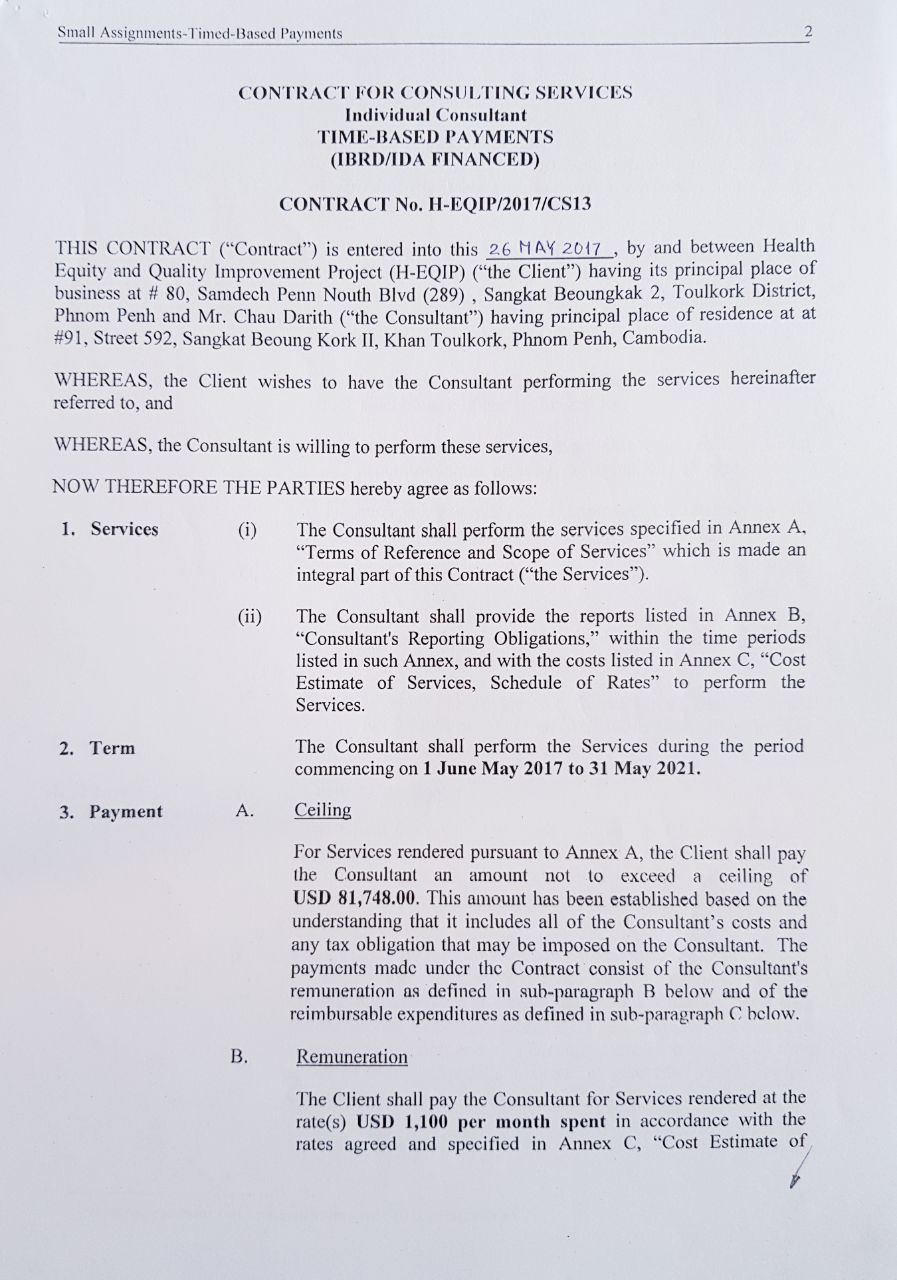 Small Assignments-Timed-Based Payments 2
CONTRACT FOR CONSULTING SERVICES
Individual Consultant
TIME-BASED PAYMENTS
(IBRD/IDA FINANCED)
CONTRACT No. H-EQIP/2017/CS13
THIS CONTRACT (“Contract”) is entered into this 26 MAY 2017 , by and between Health
Equity and Quality Improvement Project (H-EQIP) (“the Client”) having its principal place of
business at # 80, Samdech Penn Nouth Blvd (289) , Sangkat Beoungkak 2, Toulkork District,
Phnom Penh and Mr. Chau Darith (“the Consultant”) having principal place of residence at at
#91, Street 592, Sangkat Beoung Kork II, Khan Toulkork, Phnom Penh, Cambodia.
WHEREAS, the Client wishes to have the Consultant performing the services hereinafter
referred to, and
WHEREAS, the Consultant is willing to perform these services,
NOW THEREFORE THE PARTIES hereby agree as follows:
1. Services (i) The Consultant shall perform the services specified in Annex A,
“Terms of Reference and Scope of Services” which is made an
integral part of this Contract (“the Services”).
(ii) The Consultant shall provide the reports listed in Annex B,
“Consultant's Reporting Obligations,” within the time periods
listed in such Annex, and with the costs listed in Annex C, “Cost
Estimate of Services, Schedule of Rates” to perform the
Services.
2. Term The Consultant shall perform the Services during the period
commencing on 1 June May 2017 to 31 May 2021.
3. Payment A. Ceiling
For Services rendered pursuant to Annex A, the Client shall pay
the Consultant an amount not to exceed a ceiling of
USD 81,748.00. This amount has been established based on the
understanding that it includes all of the Consultant’s costs and
any tax obligation that may be imposed on the Consultant. The
payments made under the Contract consist of the Consultant's
remuneration as defined in sub-paragraph B below and of the
reimbursable expenditures as defined in sub-paragraph C below.
B. Remuneration
The Client shall pay the Consultant for Services rendered at the
rate(s) USD 1,100 per month spent in accordance with the
rates agreed and specified in Annex C, “Cost Estimate of